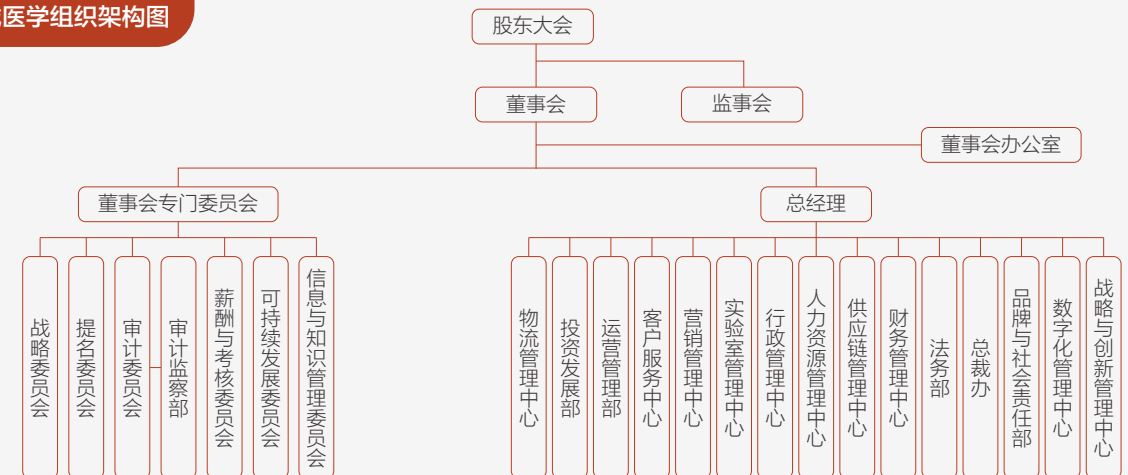 医学组织架构图
股东大会
董事会
监事会
董事会办公室
董事会专门委员会
总经理
战略委员会
提名委员会
审计委员会
审计监察部
薪酬与考核委员会
可持续发展委员会
信息与知识管理委员会
物流管理中心
投资发展部
运营管理部
客户服务中心
营销管理中心
实验室管理中心
行政管理中心
人力资源管理中心
供应链管理中心
财务管理中心
法务部
总裁办
品牌与社会责任部
数字化管理中心
战略与创新管理中心